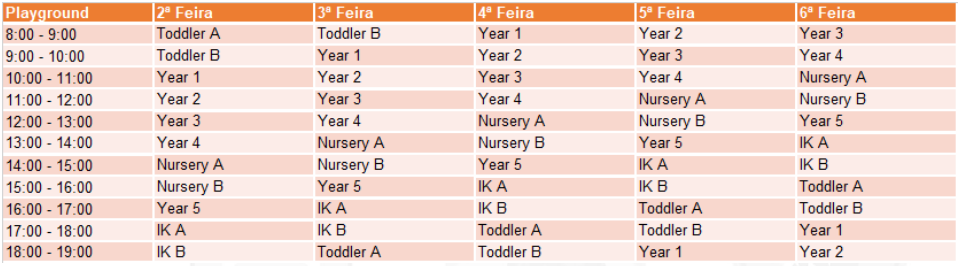 Playground 2ª Feira 3ª Feira 4ª Feira 5ª Feira 6ª Feira
8:00 - 9:00 Toddler A Toddler B Year 1 Year 2 Year 3
9:00 - 10:00 Toddler B Year 1 Year 2 Year 3 Year 4
10:00 - 11:00 Year 1 Year 2 Year 3 Year 4 Nursery A
11:00 - 12:00 Year 2 Year 3 Year 4 Nursery A Nursery B
12:00 - 13:00 Year 3 Year 4 Nursery A Nursery B Year 5
13:00 - 14:00 Year 4 Nursery A Nursery B Year 5 IK A
14:00 - 15:00 Nursery A Nursery B Year 5 IK A IK B
15:00 - 16:00 Nursery B Year 5 IK A IK B Toddler A
16:00 - 17:00 Year 5 IK A IK B Toddler A Toddler B
17:00 - 18:00 IK A IK B Toddler A Toddler B Year 1
18:00 - 19:00 IK B Toddler A Toddler B Year 1 Year 2